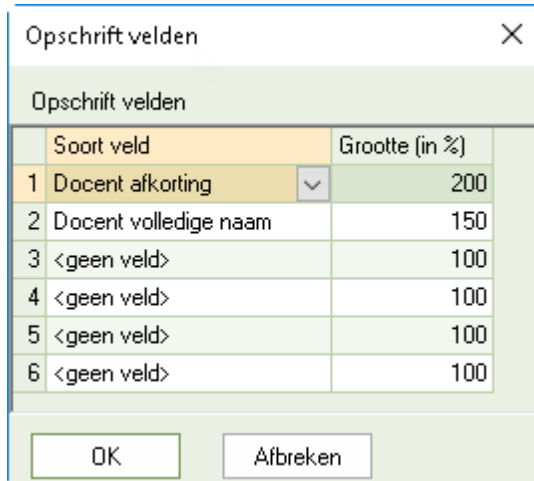 Opschrift velden
Opschrift velden
Soort veld Grootte (in %)
1 Docent afkorting 200
2 Docent volledige naam 150
3 <geen veld> 100
4 <geen veld> 100
5 <geen veld> 100
6 <geen veld> 100
OK Afbreken